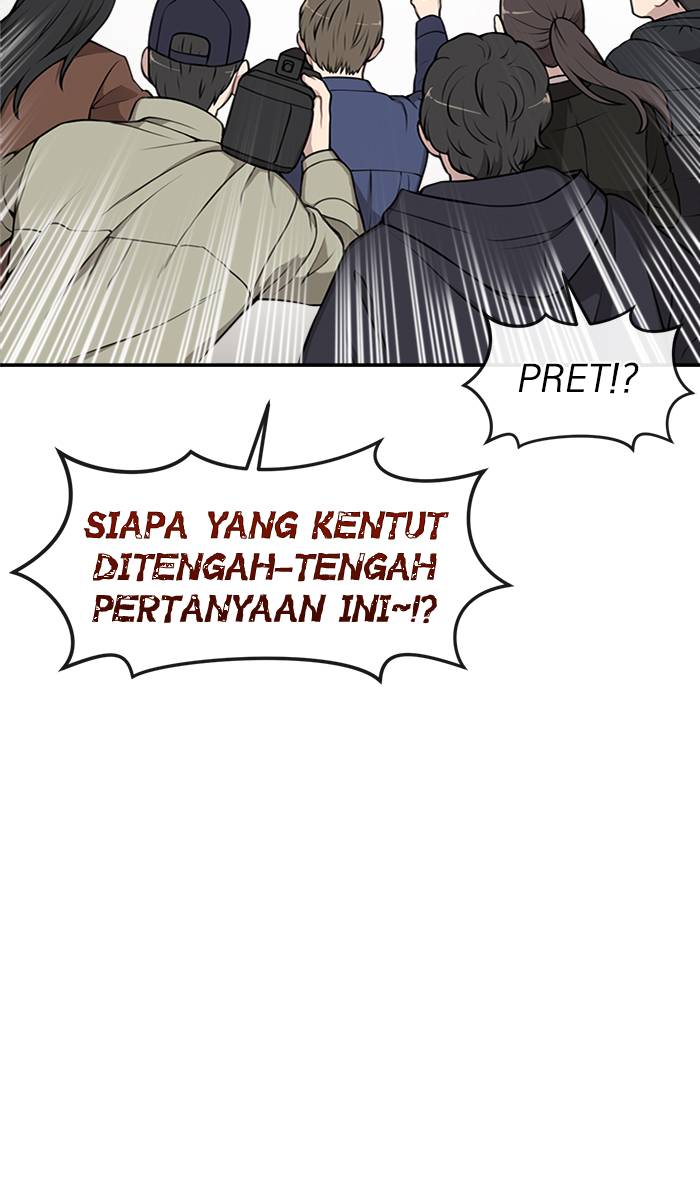 PRET!?
SIAPA YANG KENTUT
DITENGAH-TENGAH
PERTANYAAN INI~!?